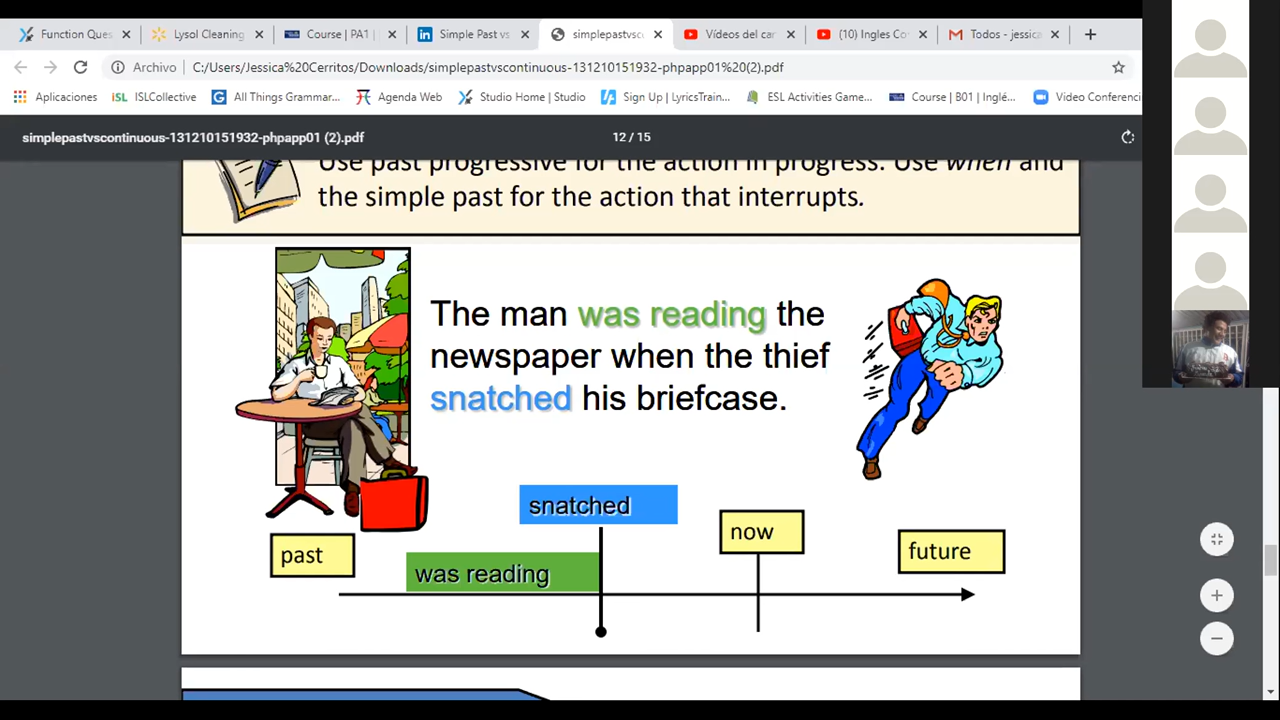 Function Ques
Lysol Cleaning
Course | PA1 |
Simple Past vs
simplepastvsc
Vídeos del car
(10) Ingles Co
Todos - jessica
Archivo
C:/Users/Jessica%20Cerritos/Downloads/simplepastvscontinuous-131210151932-phpapp01%20(2).pdf
Aplicaciones
ISLCollective
All Things Grammar...
Agenda Web
Studio Home | Studio
Sign Up | LyricsTrain...
ESL Activities Game...
Course | B01 | Inglé...
Video Conferenci
simplepastvscontinuous-131210151932-phpapp01 (2).pdf
12 / 15
Use past progressive for the action in progress. Use when and
the simple past for the action that interrupts.
The man was reading the
newspaper when the thief
snatched his briefcase.
snatched
now
past
future
was reading